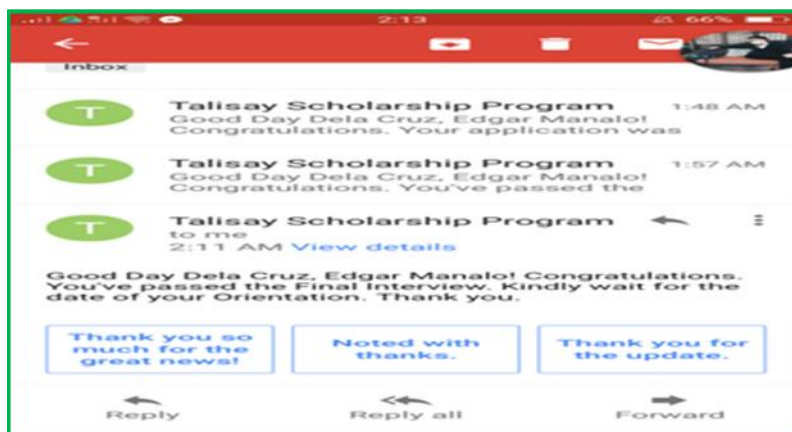 2:13
66%
Inbox
T
Talisay Scholarship Program 1:48 AM
Good Day Dela Cruz, Edgar Manalo!
Congratulations. Your application was
T
Talisay Scholarship Program 1:57 AM
Good Day Dela Cruz, Edgar Manalo!
Congratulations. You've passed the
T
Talisay Scholarship Program
to me
2:11 AM View details
Good Day Dela Cruz, Edgar Manalo! Congratulations.
You've passed the Final Interview. Kindly wait for the
date of your Orientation. Thank you.
Thank you so
much for the
great news!
Noted with
thanks.
Thank you for
the update.
Reply
Reply all
Forward